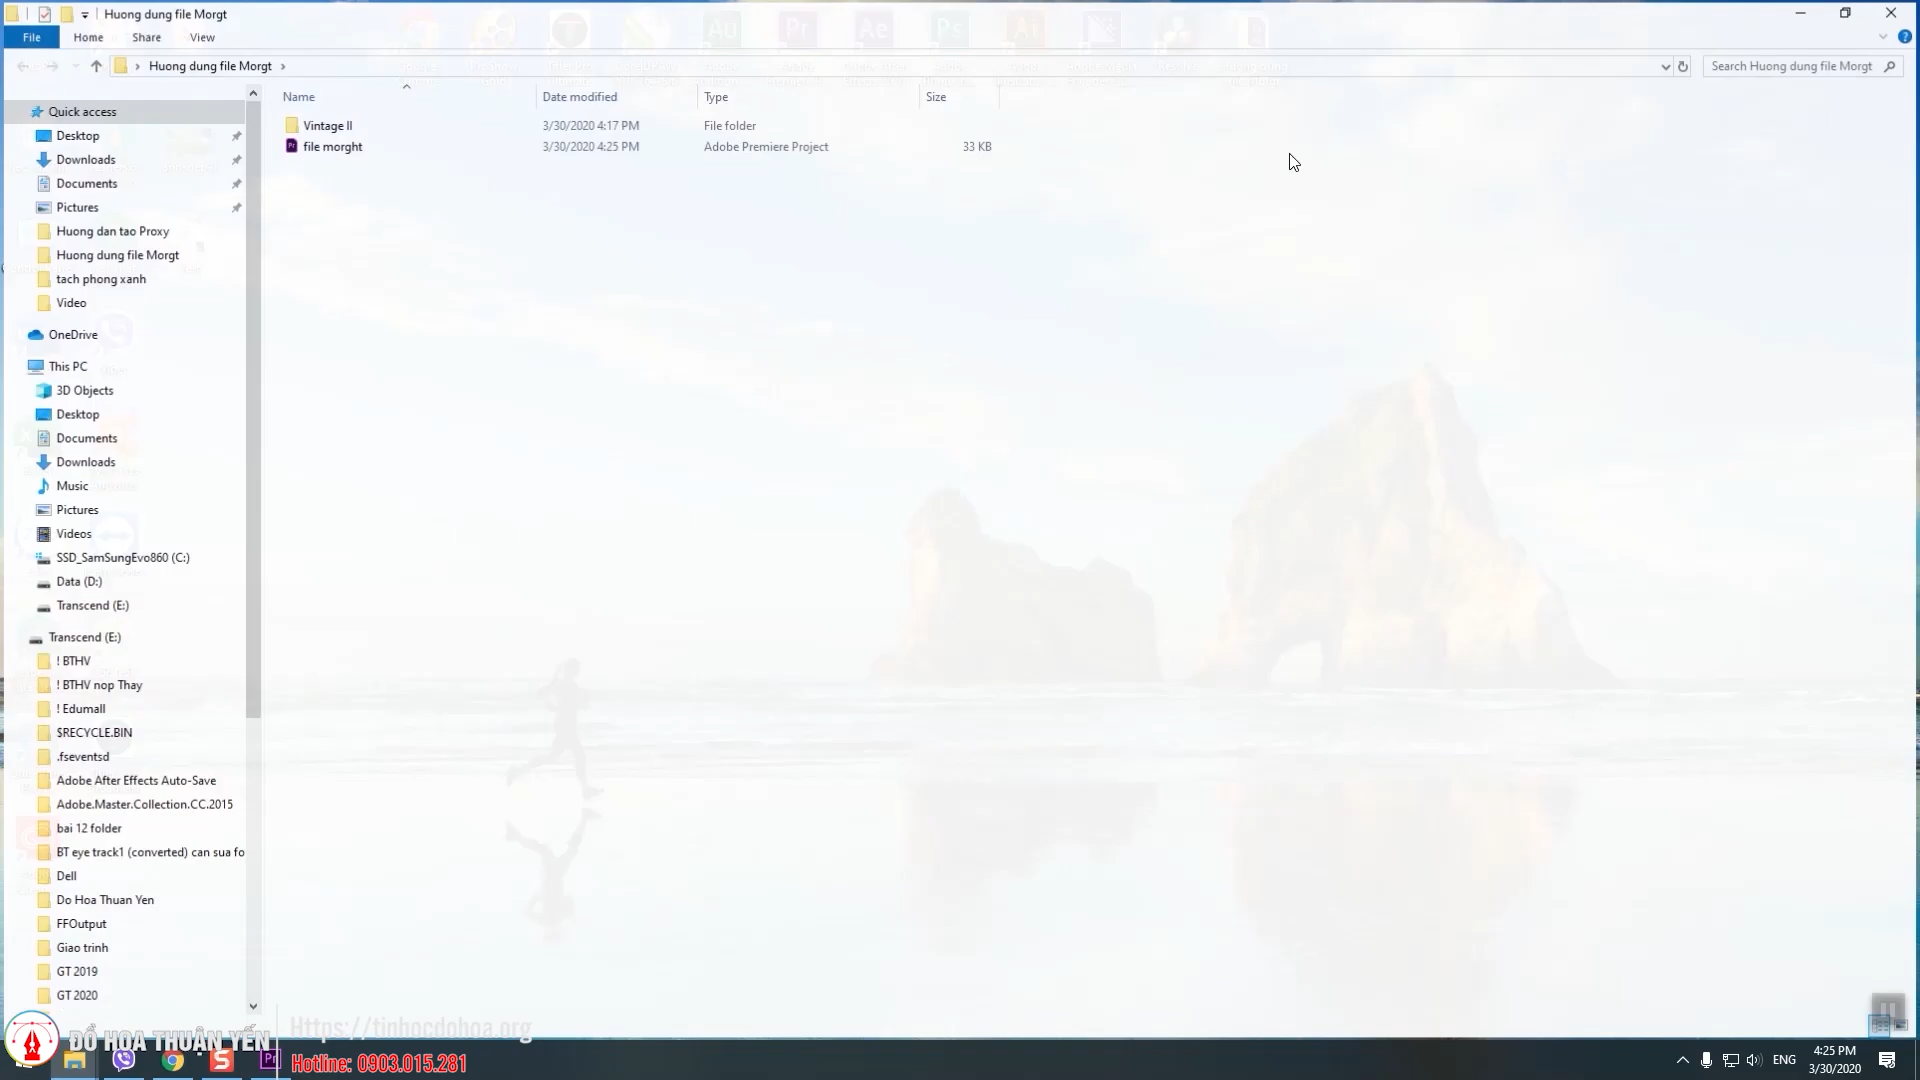 Huong dung file Morgt
File
Home
Share
View
Huong dung file Morgt
Search Huong dung file Morgt
Name
Date modified
Type
Size
Vintage II
3/30/2020 4:17 PM
File folder
file morght
3/30/2020 4:25 PM
Adobe Premiere Project
33 KB
Quick access
Desktop
Downloads
Documents
Pictures
Huong dan tao Proxy
Huong dung file Morgt
tach phong xanh
Video
OneDrive
This PC
3D Objects
Desktop
Documents
Downloads
Music
Pictures
Videos
SSD_SamSungEvo860 (C:)
Data (D:)
Transcend (E:)
Transcend (E:)
! BTHV
! BTHV nop Thay
! Edumall
$RECYCLE.BIN
.fseventsd
Adobe After Effects Auto-Save
Adobe.Master.Collection.CC.2015
bai 12 folder
BT eye track1 (converted) can sua fo
Dell
Do Hoa Thuan Yen
FFOutput
Giao trinh
GT 2019
GT 2020
Au
Pr
Ae
Ps
Ai
ĐỒ HỌA THUẬN YẾN
Https://tinhocdohoa.org
Hotline: 0903.015.281
Pr
ENG
4:25 PM
3/30/2020